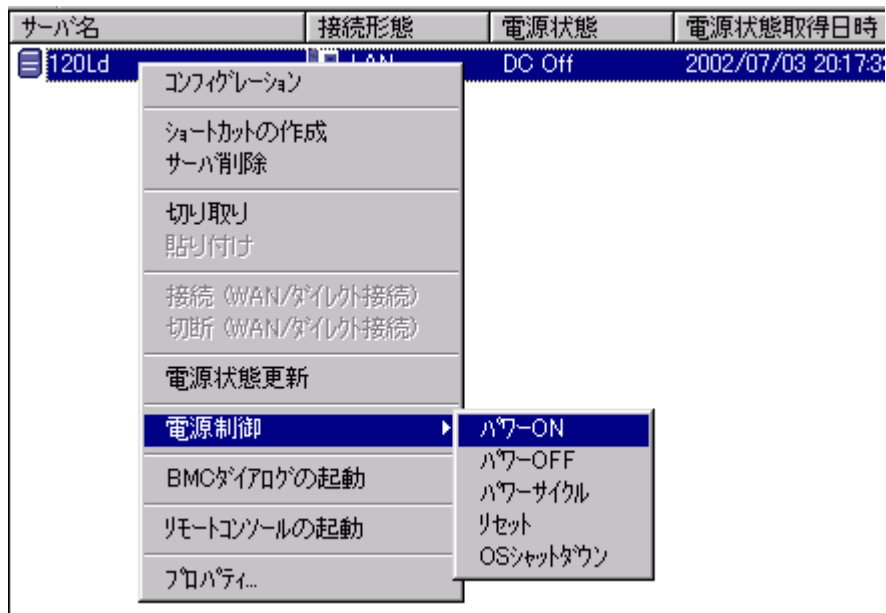 サーバ名 接続形態 電源状態 電源状態取得日時
120Ld LAN DC Off 2002/07/03 20:17:3
コンフィグレーション
ショートカットの作成
サーバ削除
切り取り
貼り付け
接続 (WAN/ダイレクト接続)
切断 (WAN/ダイレクト接続)
電源状態更新
電源制御
パワーON
パワーOFF
BMCダイアログの起動
パワーサイクル
リモートコンソールの起動
リセット
OSシャットダウン
プロパティ...